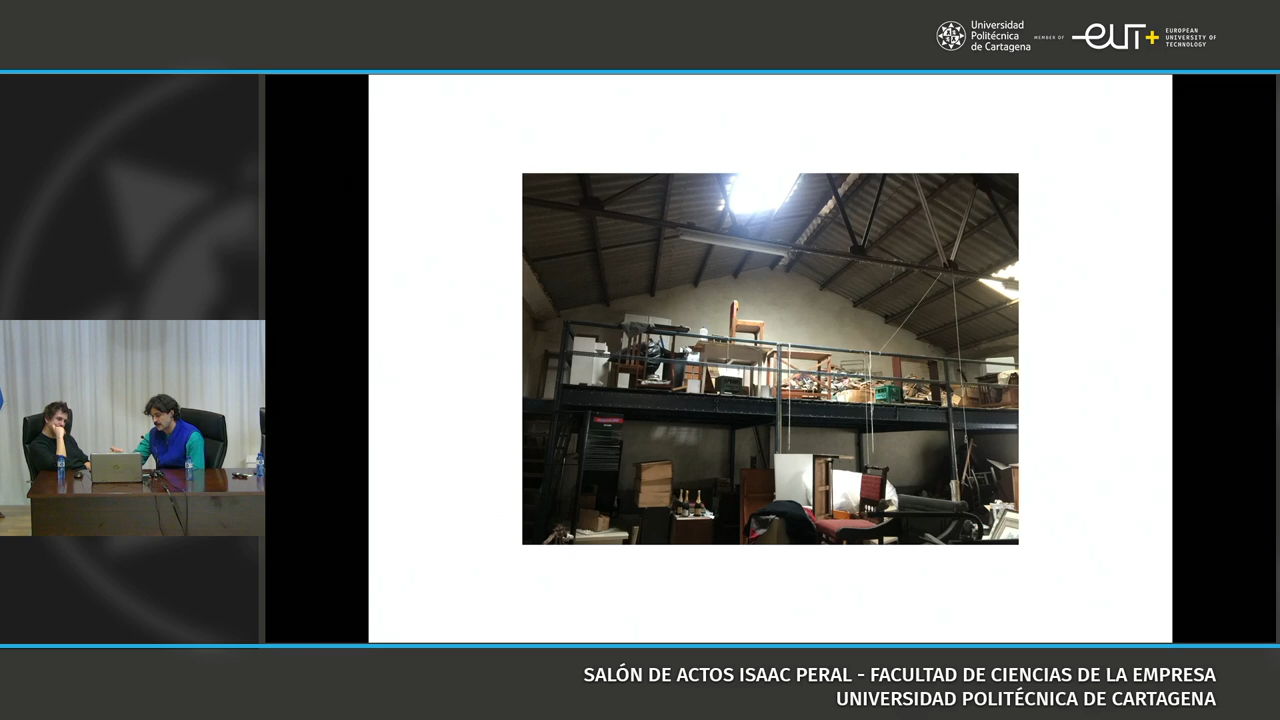 Universidad
Politécnica
de Cartagena
MEMBER OF
EUT+
EUROPEAN
UNIVERSITY OF
TECHNOLOGY
SALÓN DE ACTOS ISAAC PERAL - FACULTAD DE CIENCIAS DE LA EMPRESA
UNIVERSIDAD POLITÉCNICA DE CARTAGENA